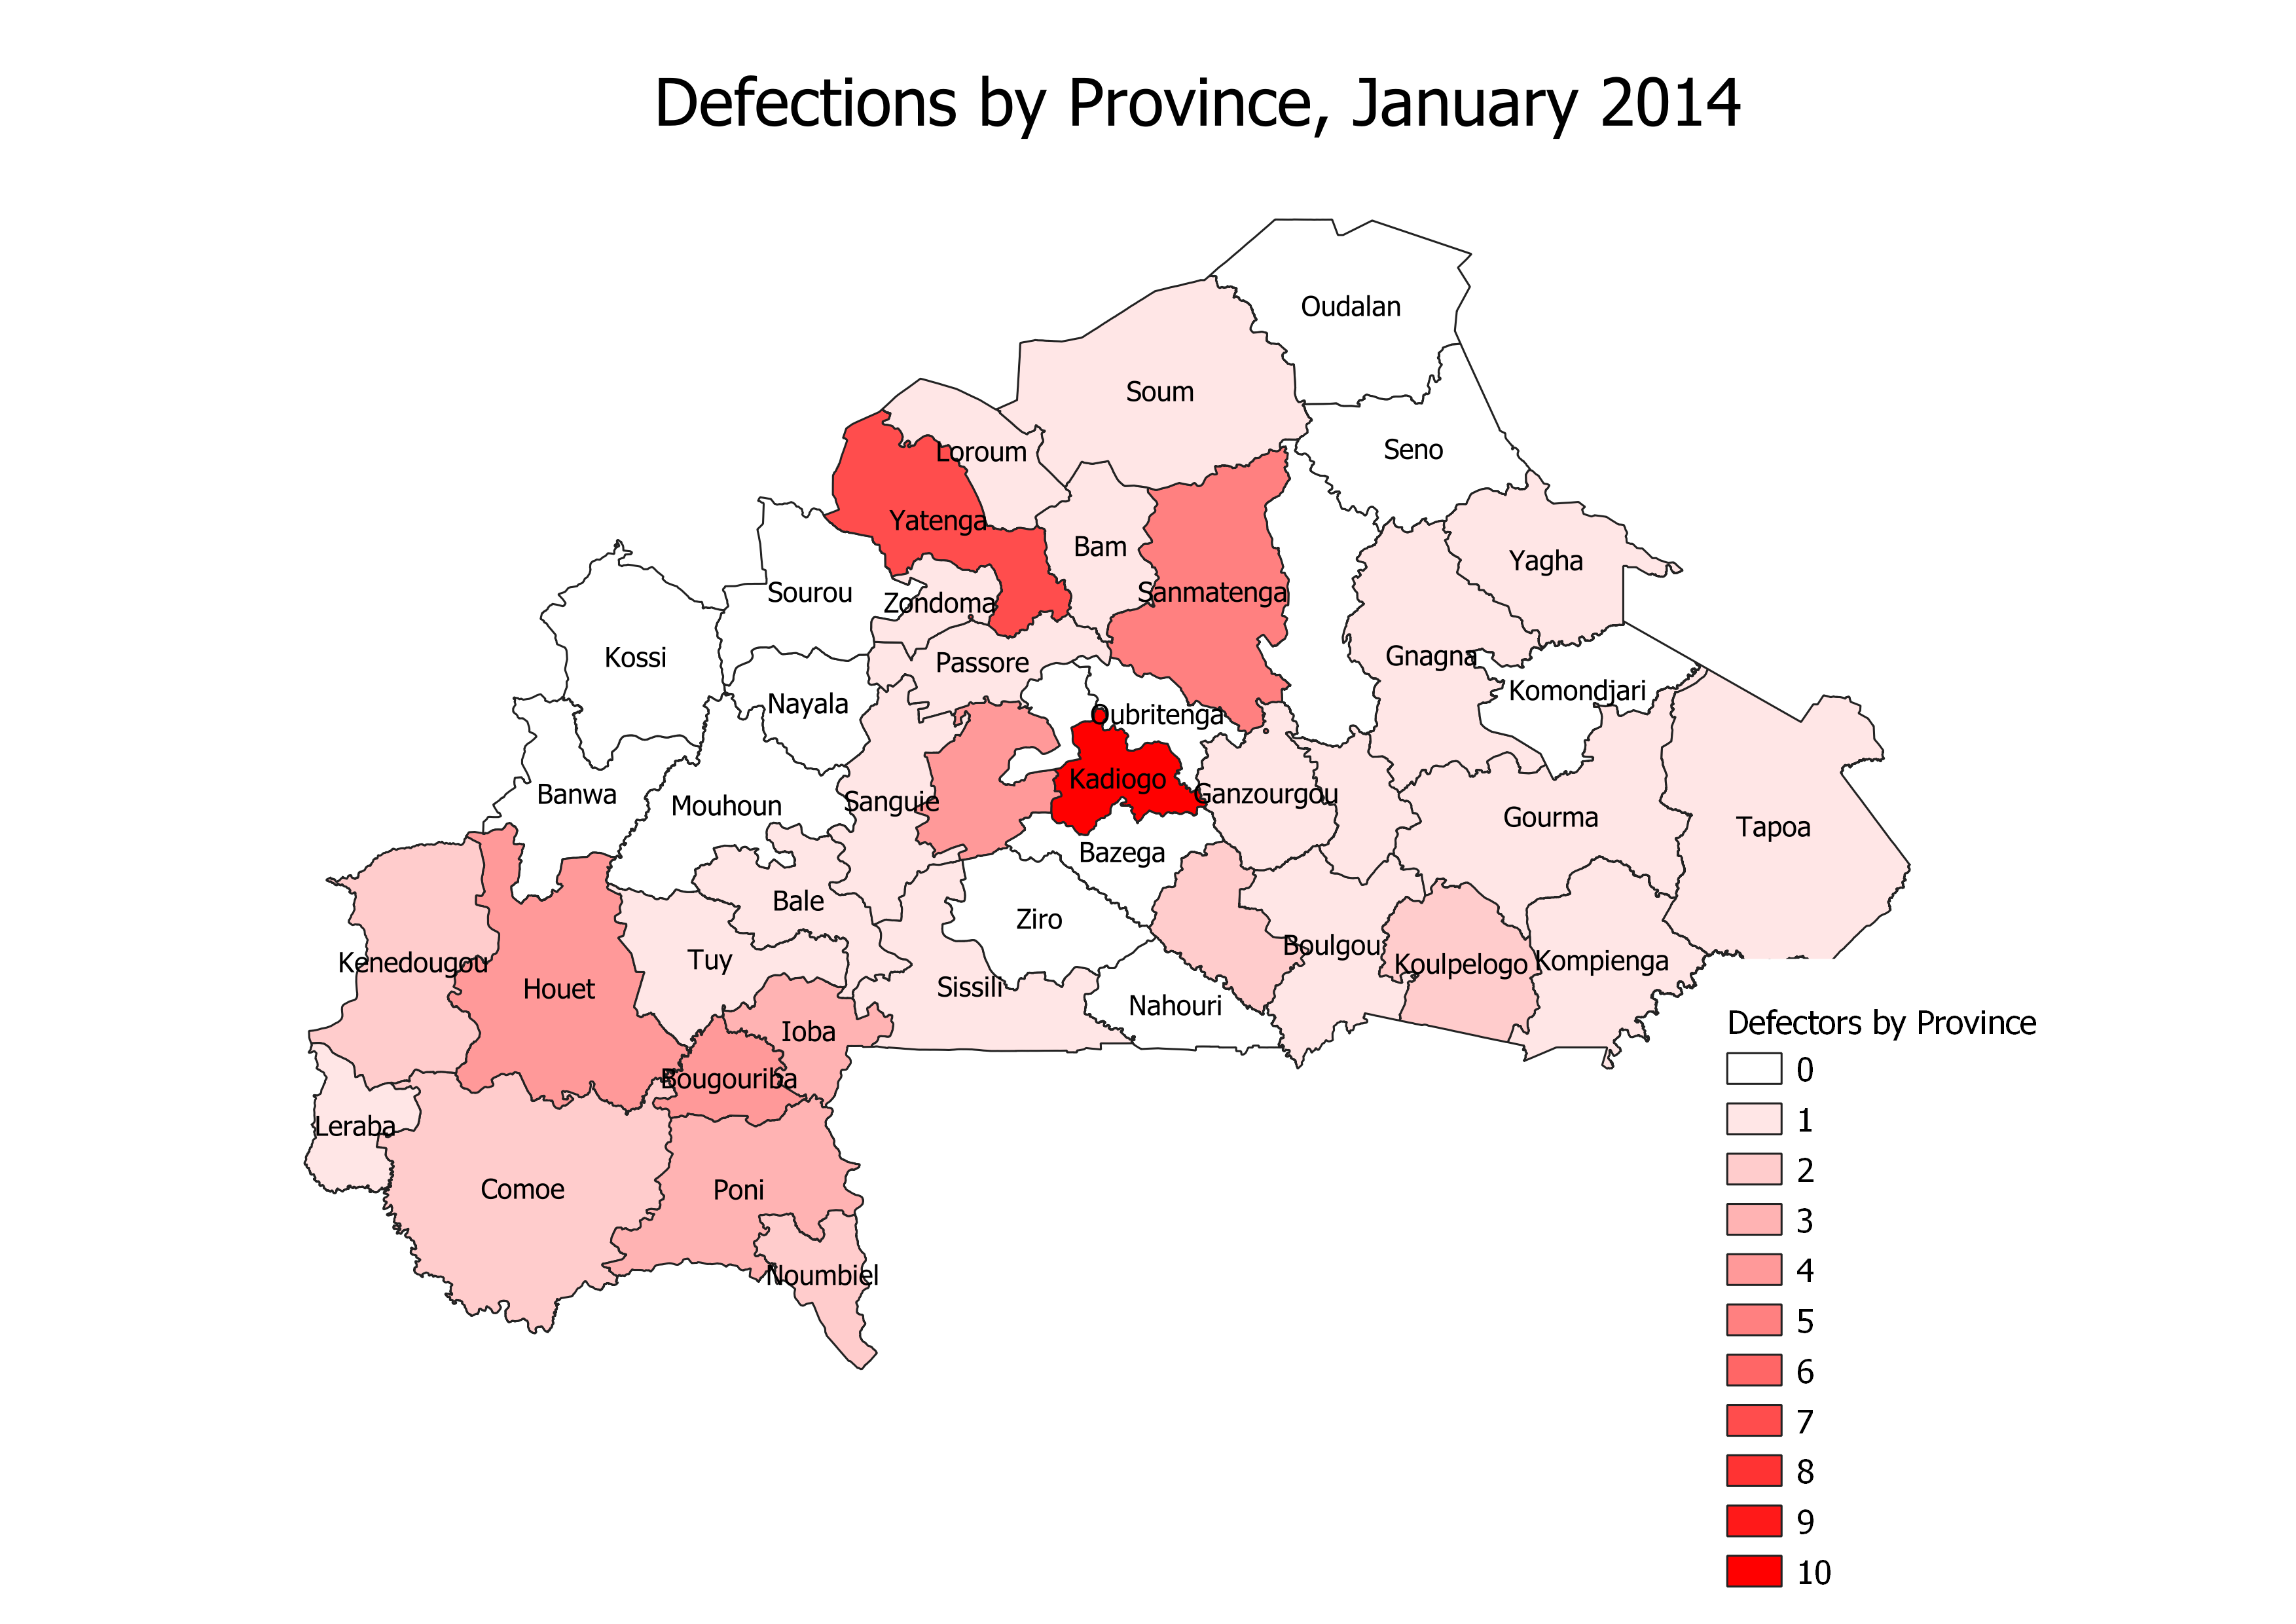 Defections by Province, January 2014
Oudalan
Soum
Seno
Loroum
Yatenga
Bam
Yagha
Sourou
Sanmatenga
Zondoma
Kossi
Passore
Gnagna
Komondjari
Nayala
Oubritenga
Kadiogo
Banwa
Mouhoun
Sanguie
Ganzourgou
Gourma
Tapoa
Bazega
Bale
Ziro
Boulgou
Kenedougou
Tuy
Koulpelogo
Kompienga
Houet
Sissili
Nahouri
Ioba
Bougouriba
Leraba
Comoe
Poni
Noumbiel
Defectors by Province
0
1
2
3
4
5
6
7
8
9
10